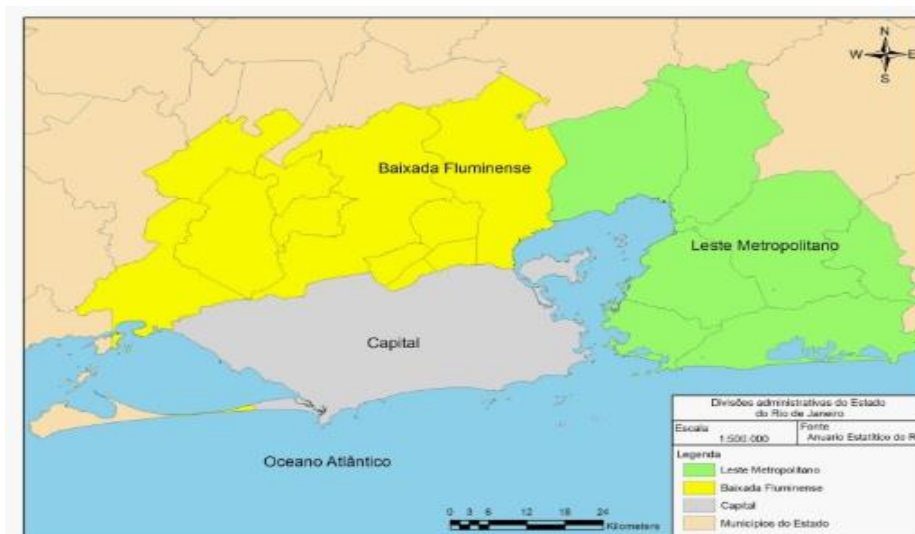 N
W E
S
Baixada Fluminense
Leste Metropolitano
Capital
Oceano Atlântico
Divisões administrativas do Estado
do Rio de Janeiro
Escala
1:500.000
Fonte
Anuario Estatítico do R
Legenda
Leste Metropolitano
Baixada Fluminense
Capital
Municípios do Estado
0 3 6 12 18 24
Kilometers